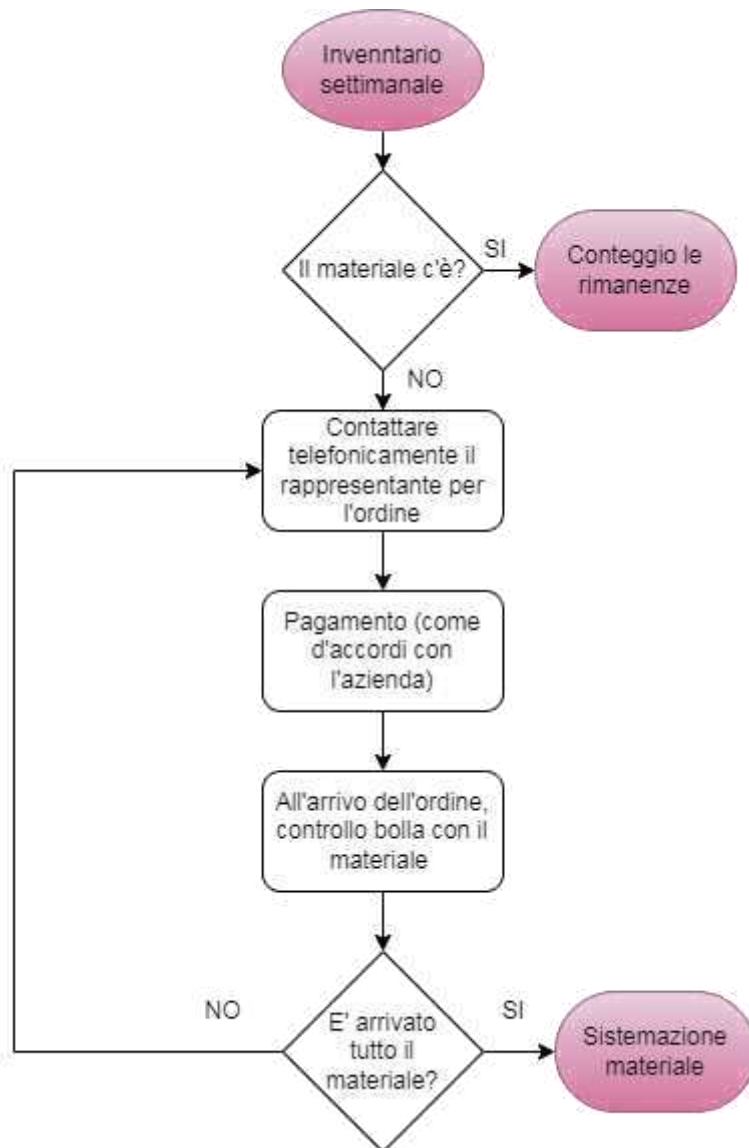 Invenntario
settimanale
Il materiale c'è?
SI
Conteggio le
rimanenze
NO
Contattare
telefonicamente il
rappresentante per
l'ordine
Pagamento (come
d'accordi con
l'azienda)
All'arrivo dell'ordine,
controllo bolla con il
materiale
NO
E' arrivato
tutto il
materiale?
SI
Sistemazione
materiale